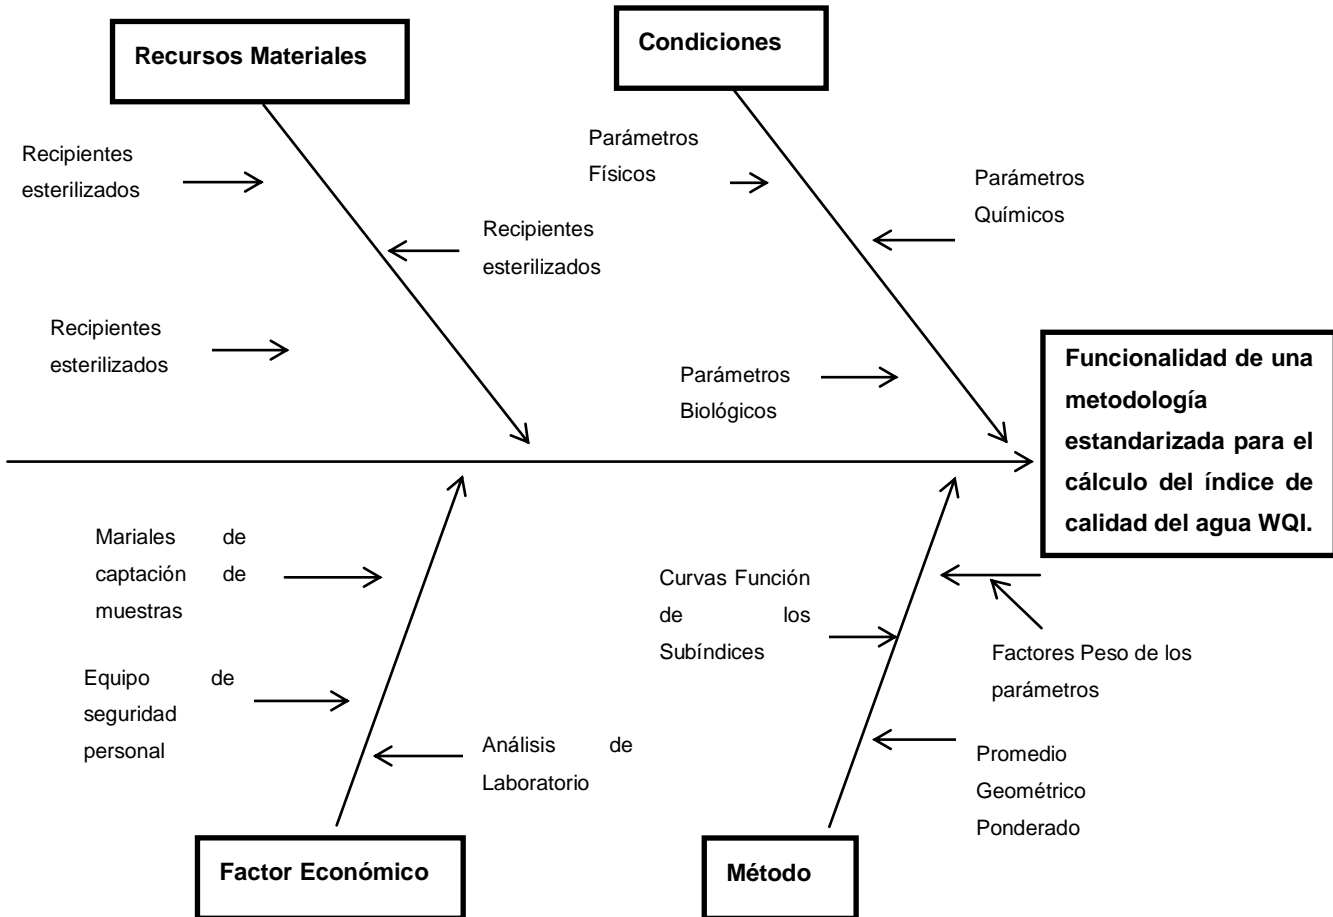 Recursos Materiales
Condiciones
Recipientes
esterilizados
Recipientes
esterilizados
Recipientes
esterilizados
Parámetros
Físicos
Parámetros
Químicos
Parámetros
Biológicos
Funcionalidad de una
metodología
estandarizada para el
cálculo del índice de
calidad del agua WQI.
Mariales de
captación de
muestras
Equipo de
seguridad
personal
Análisis de
Laboratorio
Curvas Función
de los
Subíndices
Factores Peso de los
parámetros
Promedio
Geométrico
Ponderado
Factor Económico
Método